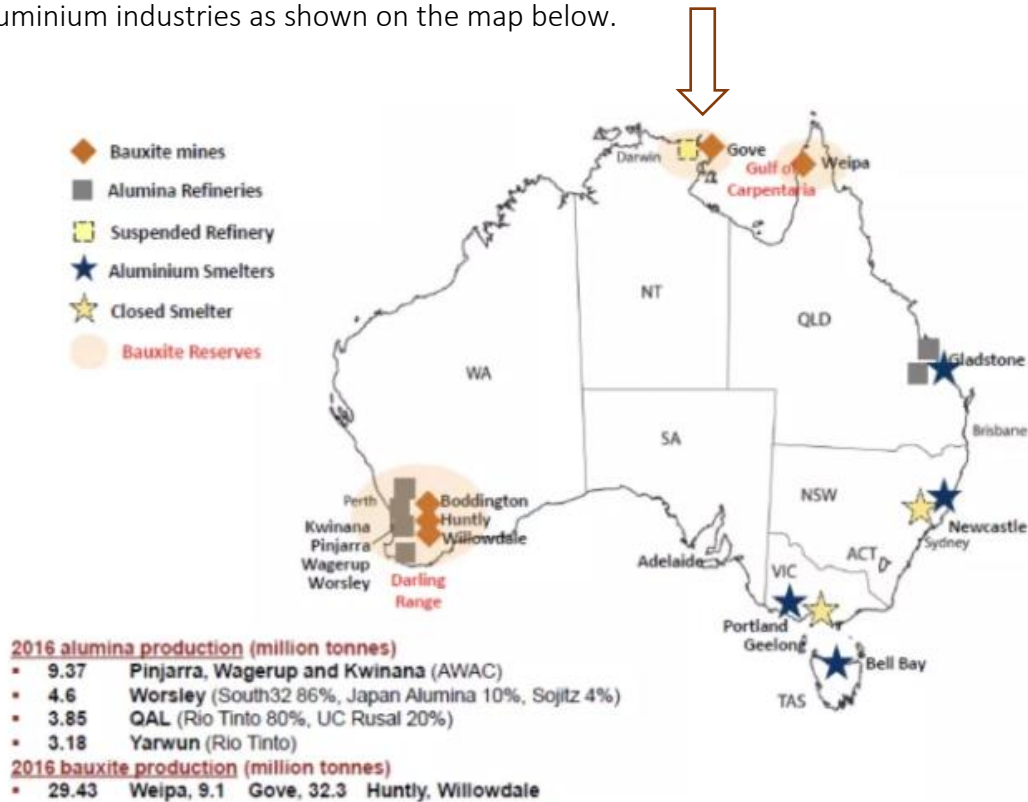 uminium industries as shown on the map below.
Bauxite mines
Alumina Refineries
Suspended Refinery
Aluminium Smelters
Closed Smelter
Bauxite Reserves
Darwin
Gove
Gulf of
Carpentaria
Weipa
NT
QLD
WA
Gladstone
SA
Brisbane
Perth
Boddington
Huntly
Willowdale
Kwinana
Pinjarra
Wagerup
Worsley
Darling
Range
NSW
Newcastle
Sydney
Adelaide
ACT
VIC
Portland
Geelong
Bell Bay
TAS
2016 alumina production (million tonnes)
▪ 9.37 Pinjarra, Wagerup and Kwinana (AWAC)
▪ 4.6 Worsley (South32 86%, Japan Alumina 10%, Sojitz 4%)
▪ 3.85 QAL (Rio Tinto 80%, UC Rusal 20%)
▪ 3.18 Yarwun (Rio Tinto)
2016 bauxite production (million tonnes)
▪ 29.43 Weipa, 9.1 Gove, 32.3 Huntly, Willowdale